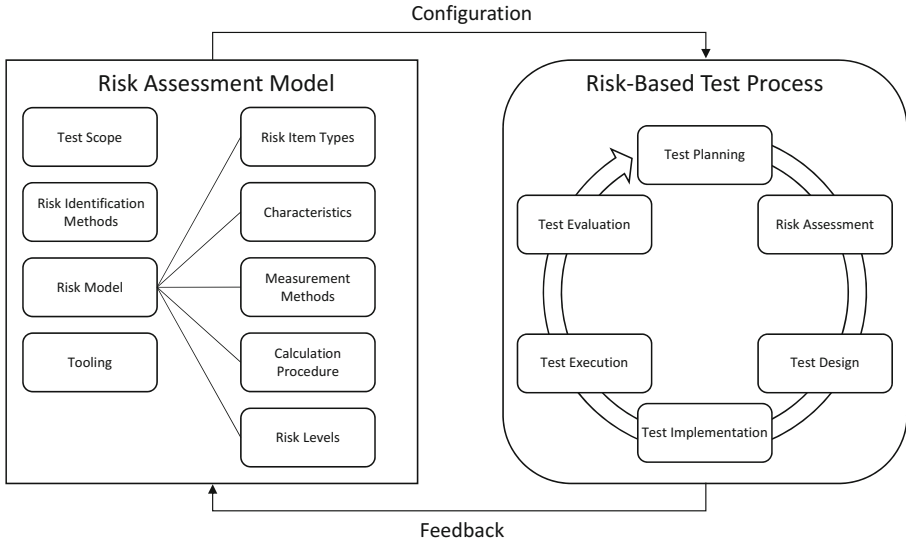 Configuration
Risk Assessment Model
Test Scope
Risk Identification
Methods
Risk Model
Tooling
Risk Item Types
Characteristics
Measurement
Methods
Calculation
Procedure
Risk Levels
Risk-Based Test Process
Test Planning
Risk Assessment
Test Design
Test Implementation
Test Execution
Test Evaluation
Feedback